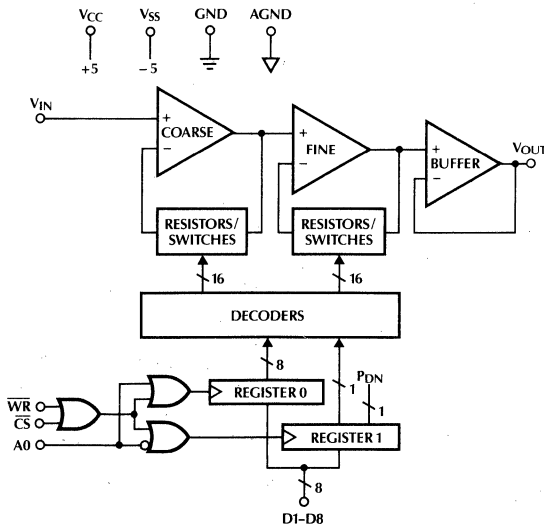 VCC VSS GND AGND
+5 −5
VIN
+ COARSE −
+ FINE −
+ BUFFER −
VOUT
RESISTORS/ SWITCHES
RESISTORS/ SWITCHES
16 16
DECODERS
8 1 PDN 1
REGISTER 0
WR
CS
A0
REGISTER 1
8
D1–D8